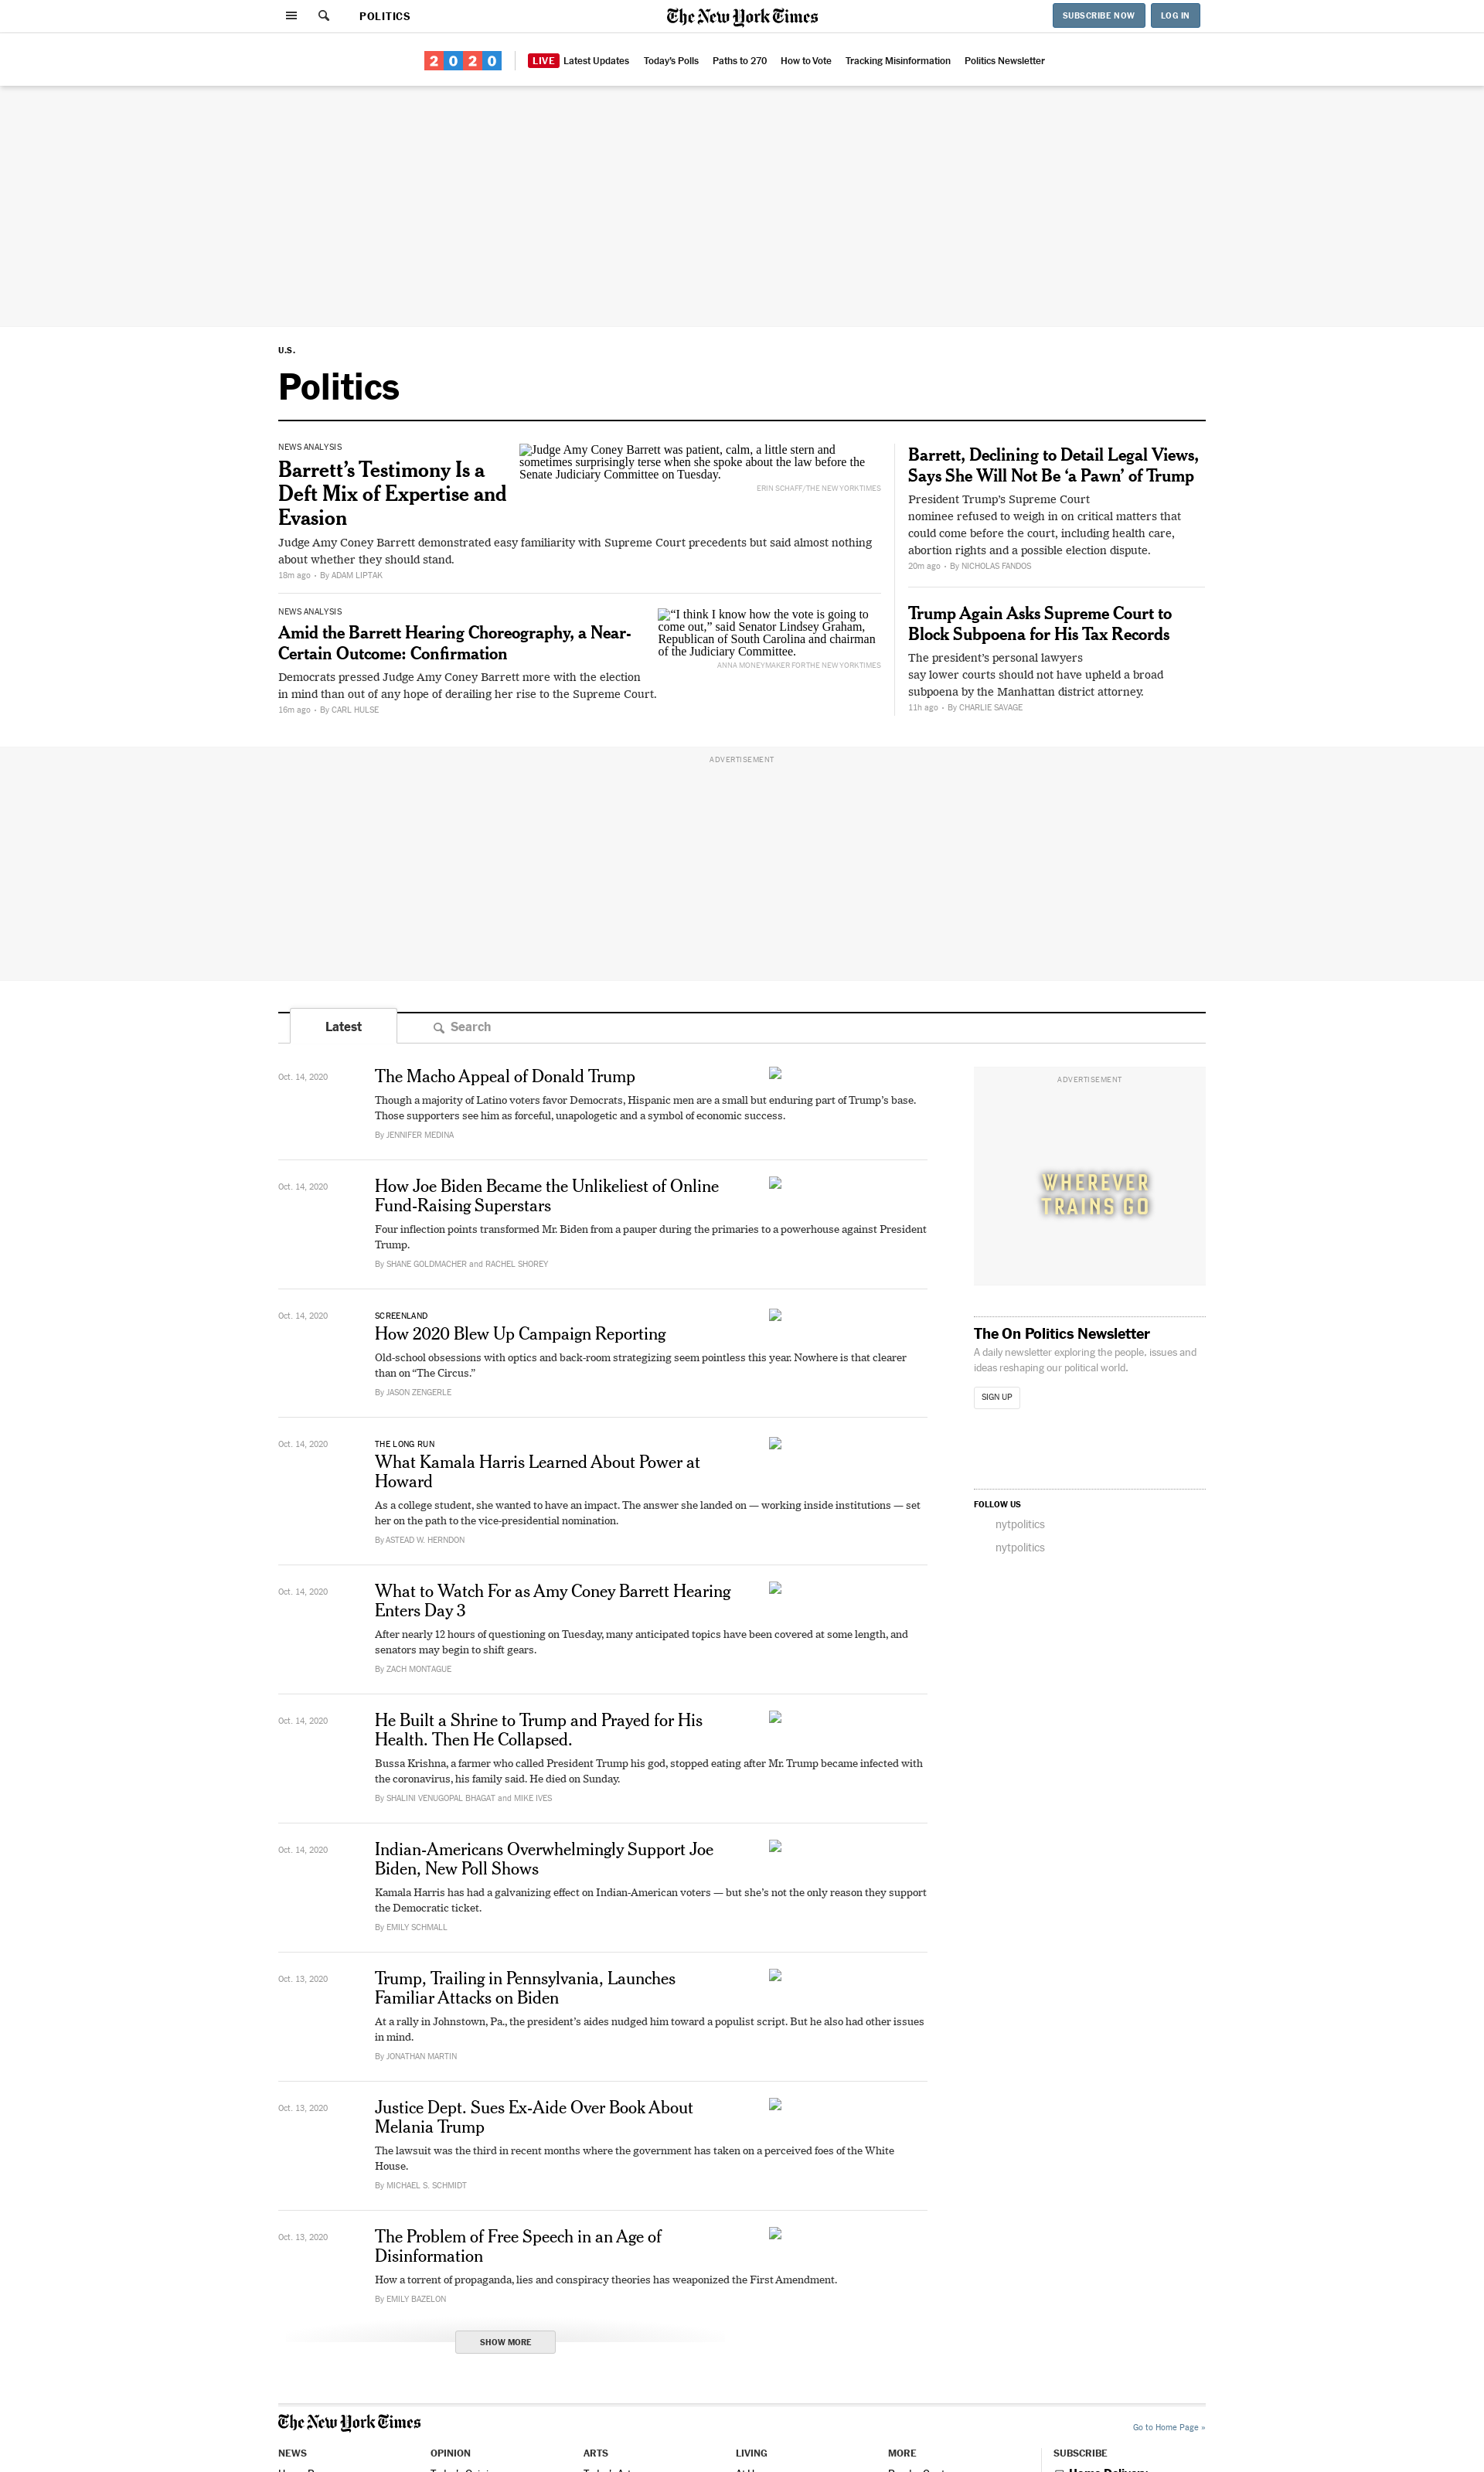 POLITICS
The New York Times
SUBSCRIBE NOW
LOG IN
2020
LIVE Latest Updates
Today's Polls
Paths to 270
How to Vote
Tracking Misinformation
Politics Newsletter
U.S.
Politics
NEWS ANALYSIS
Barrett’s Testimony Is a
Deft Mix of Expertise and
Evasion
Judge Amy Coney Barrett was patient, calm, a little stern and
sometimes surprisingly terse when she spoke about the law before the
Senate Judiciary Committee on Tuesday.
ERIN SCHAFF/THE NEW YORK TIMES
Judge Amy Coney Barrett demonstrated easy familiarity with Supreme Court precedents but said almost nothing
about whether they should stand.
18m ago • By ADAM LIPTAK
NEWS ANALYSIS
Amid the Barrett Hearing Choreography, a Near-
Certain Outcome: Confirmation
“I think I know how the vote is going to
come out,” said Senator Lindsey Graham,
Republican of South Carolina and chairman
of the Judiciary Committee.
ANNA MONEYMAKER FOR THE NEW YORK TIMES
Democrats pressed Judge Amy Coney Barrett more with the election
in mind than out of any hope of derailing her rise to the Supreme Court.
16m ago • By CARL HULSE
Barrett, Declining to Detail Legal Views,
Says She Will Not Be ‘a Pawn’ of Trump
President Trump’s Supreme Court
nominee refused to weigh in on critical matters that
could come before the court, including health care,
abortion rights and a possible election dispute.
20m ago • By NICHOLAS FANDOS
Trump Again Asks Supreme Court to
Block Subpoena for His Tax Records
The president’s personal lawyers
say lower courts should not have upheld a broad
subpoena by the Manhattan district attorney.
11h ago • By CHARLIE SAVAGE
ADVERTISEMENT
Latest
Search
Oct. 14, 2020
The Macho Appeal of Donald Trump
Though a majority of Latino voters favor Democrats, Hispanic men are a small but enduring part of Trump’s base.
Those supporters see him as forceful, unapologetic and a symbol of economic success.
By JENNIFER MEDINA
Oct. 14, 2020
How Joe Biden Became the Unlikeliest of Online
Fund-Raising Superstars
Four inflection points transformed Mr. Biden from a pauper during the primaries to a powerhouse against President
Trump.
By SHANE GOLDMACHER and RACHEL SHOREY
Oct. 14, 2020
SCREENLAND
How 2020 Blew Up Campaign Reporting
Old-school obsessions with optics and back-room strategizing seem pointless this year. Nowhere is that clearer
than on “The Circus.”
By JASON ZENGERLE
Oct. 14, 2020
THE LONG RUN
What Kamala Harris Learned About Power at
Howard
As a college student, she wanted to have an impact. The answer she landed on — working inside institutions — set
her on the path to the vice-presidential nomination.
By ASTEAD W. HERNDON
Oct. 14, 2020
What to Watch For as Amy Coney Barrett Hearing
Enters Day 3
After nearly 12 hours of questioning on Tuesday, many anticipated topics have been covered at some length, and
senators may begin to shift gears.
By ZACH MONTAGUE
Oct. 14, 2020
He Built a Shrine to Trump and Prayed for His
Health. Then He Collapsed.
Bussa Krishna, a farmer who called President Trump his god, stopped eating after Mr. Trump became infected with
the coronavirus, his family said. He died on Sunday.
By SHALINI VENUGOPAL BHAGAT and MIKE IVES
Oct. 14, 2020
Indian-Americans Overwhelmingly Support Joe
Biden, New Poll Shows
Kamala Harris has had a galvanizing effect on Indian-American voters — but she’s not the only reason they support
the Democratic ticket.
By EMILY SCHMALL
Oct. 13, 2020
Trump, Trailing in Pennsylvania, Launches
Familiar Attacks on Biden
At a rally in Johnstown, Pa., the president’s aides nudged him toward a populist script. But he also had other issues
in mind.
By JONATHAN MARTIN
Oct. 13, 2020
Justice Dept. Sues Ex-Aide Over Book About
Melania Trump
The lawsuit was the third in recent months where the government has taken on a perceived foes of the White
House.
By MICHAEL S. SCHMIDT
Oct. 13, 2020
The Problem of Free Speech in an Age of
Disinformation
How a torrent of propaganda, lies and conspiracy theories has weaponized the First Amendment.
By EMILY BAZELON
SHOW MORE
ADVERTISEMENT
WHEREVER
TRAINS GO
The On Politics Newsletter
A daily newsletter exploring the people, issues and
ideas reshaping our political world.
SIGN UP
FOLLOW US
nytpolitics
nytpolitics
The New York Times
Go to Home Page »
NEWS
OPINION
ARTS
LIVING
MORE
SUBSCRIBE
Home Delivery